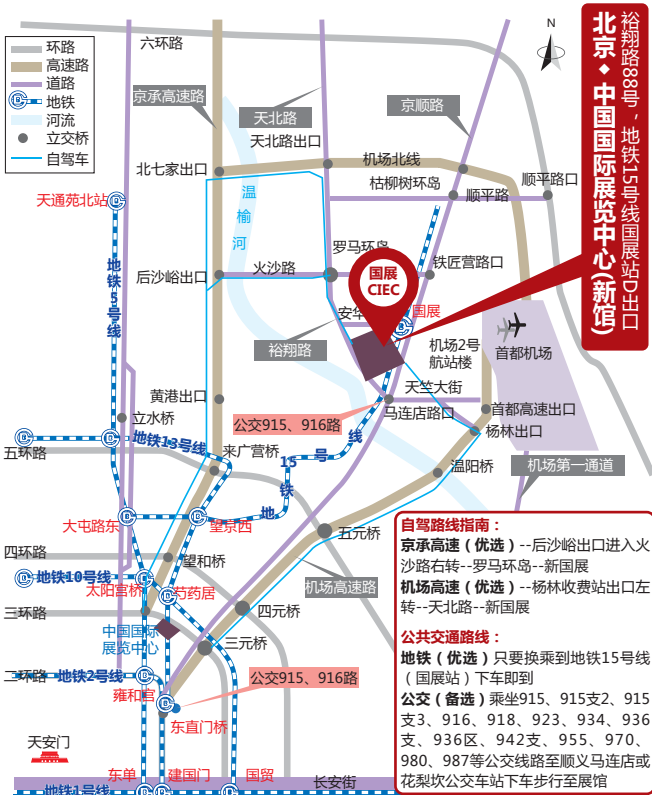 环路
高速路
道路
地铁
河流
立交桥
自驾车
六环路
京承高速路
天北路
天北路出口
京顺路
N
裕翔路88号，地铁15号线国展站D出口
北京◆中国国际展览中心(新馆)
北七家出口
机场北线
枯柳树环岛
顺平路
顺平路口
天通苑北站
温榆河
地铁5号线
后沙峪出口
火沙路
罗马环岛
铁匠营路口
国展
CIEC
安华
国展
裕翔路
机场2号
航站楼
首都机场
黄港出口
天竺大街
公交915、916路
马连店路口
首都高速出口
杨林出口
立水桥
地铁13号线
五环路
来广营桥
地铁15号线
温阳桥
机场第一通道
大屯路东
望京西
五元桥
四环路
望和桥
地铁10号线
太阳宫桥
芍药居
机场高速路
三环路
四元桥
中国国际
展览中心
三元桥
二环路
地铁2号线
公交915、916路
雍和宫
东直门桥
天安门
东单
建国门
国贸
长安街
地铁1号线
自驾路线指南：
京承高速（优选）--后沙峪出口进入火
沙路右转--罗马环岛--新国展
机场高速（优选）--杨林收费站出口左
转--天北路--新国展
公共交通路线：
地铁（优选）只要换乘到地铁15号线
（国展站）下车即到
公交（备选）乘坐915、915支2、915
支3、916、918、923、934、936
支、936区、942支、955、970、
980、987等公交线路至顺义马连店或
花梨坎公交车站下车步行至展馆